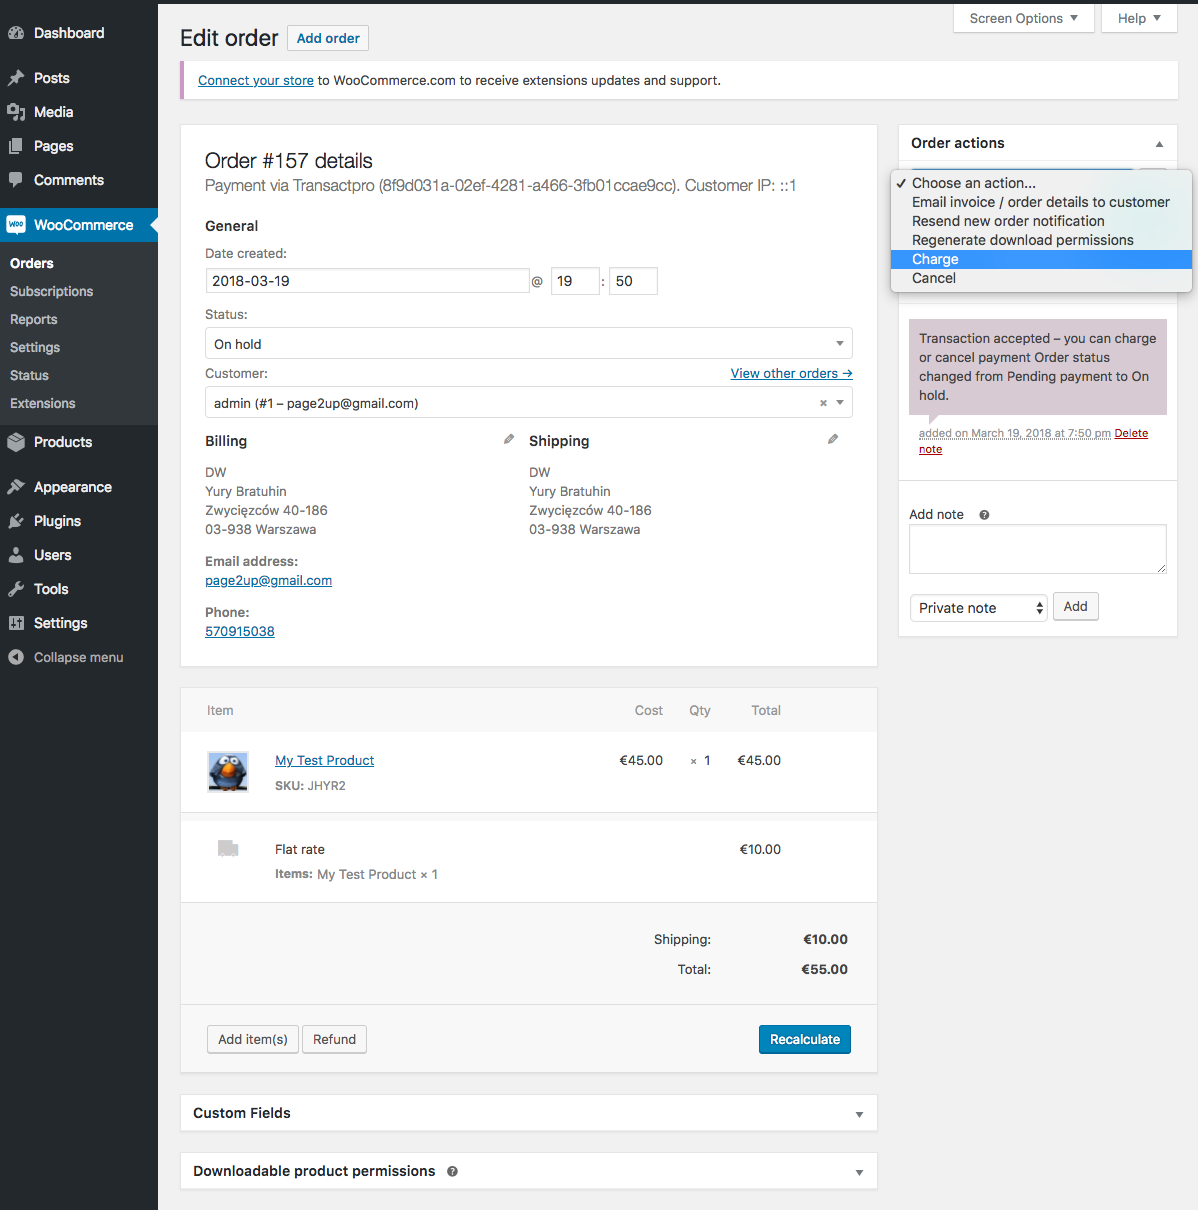 Dashboard
Posts
Media
Pages
Comments
WOO WooCommerce
Orders
Subscriptions
Reports
Settings
Status
Extensions
Products
Appearance
Plugins
Users
Tools
Settings
Collapse menu
Screen Options ▼
Help ▼
Edit order
Add order
Connect your store to WooCommerce.com to receive extensions updates and support.
Order #157 details
Payment via Transactpro (8f9d031a-02ef-4281-a466-3fb01ccae9cc). Customer IP: ::1
General
Date created:
2018-03-19 @ 19 : 50
Status:
On hold
Customer:
View other orders →
admin (#1 – page2up@gmail.com) ×
Billing
DW
Yury Bratuhin
Zwycięzców 40-186
03-938 Warszawa
Email address:
page2up@gmail.com
Phone:
570915038
Shipping
DW
Yury Bratuhin
Zwycięzców 40-186
03-938 Warszawa
Item Cost Qty Total
My Test Product €45.00 × 1 €45.00
SKU: JHYR2
Flat rate €10.00
Items: My Test Product × 1
Shipping: €10.00
Total: €55.00
Add item(s)
Refund
Recalculate
Custom Fields
Downloadable product permissions ?
Order actions
✓ Choose an action...
Email invoice / order details to customer
Resend new order notification
Regenerate download permissions
Charge
Cancel
Transaction accepted – you can charge
or cancel payment Order status
changed from Pending payment to On
hold.
added on March 19, 2018 at 7:50 pm Delete
note
Add note ?
Private note
Add